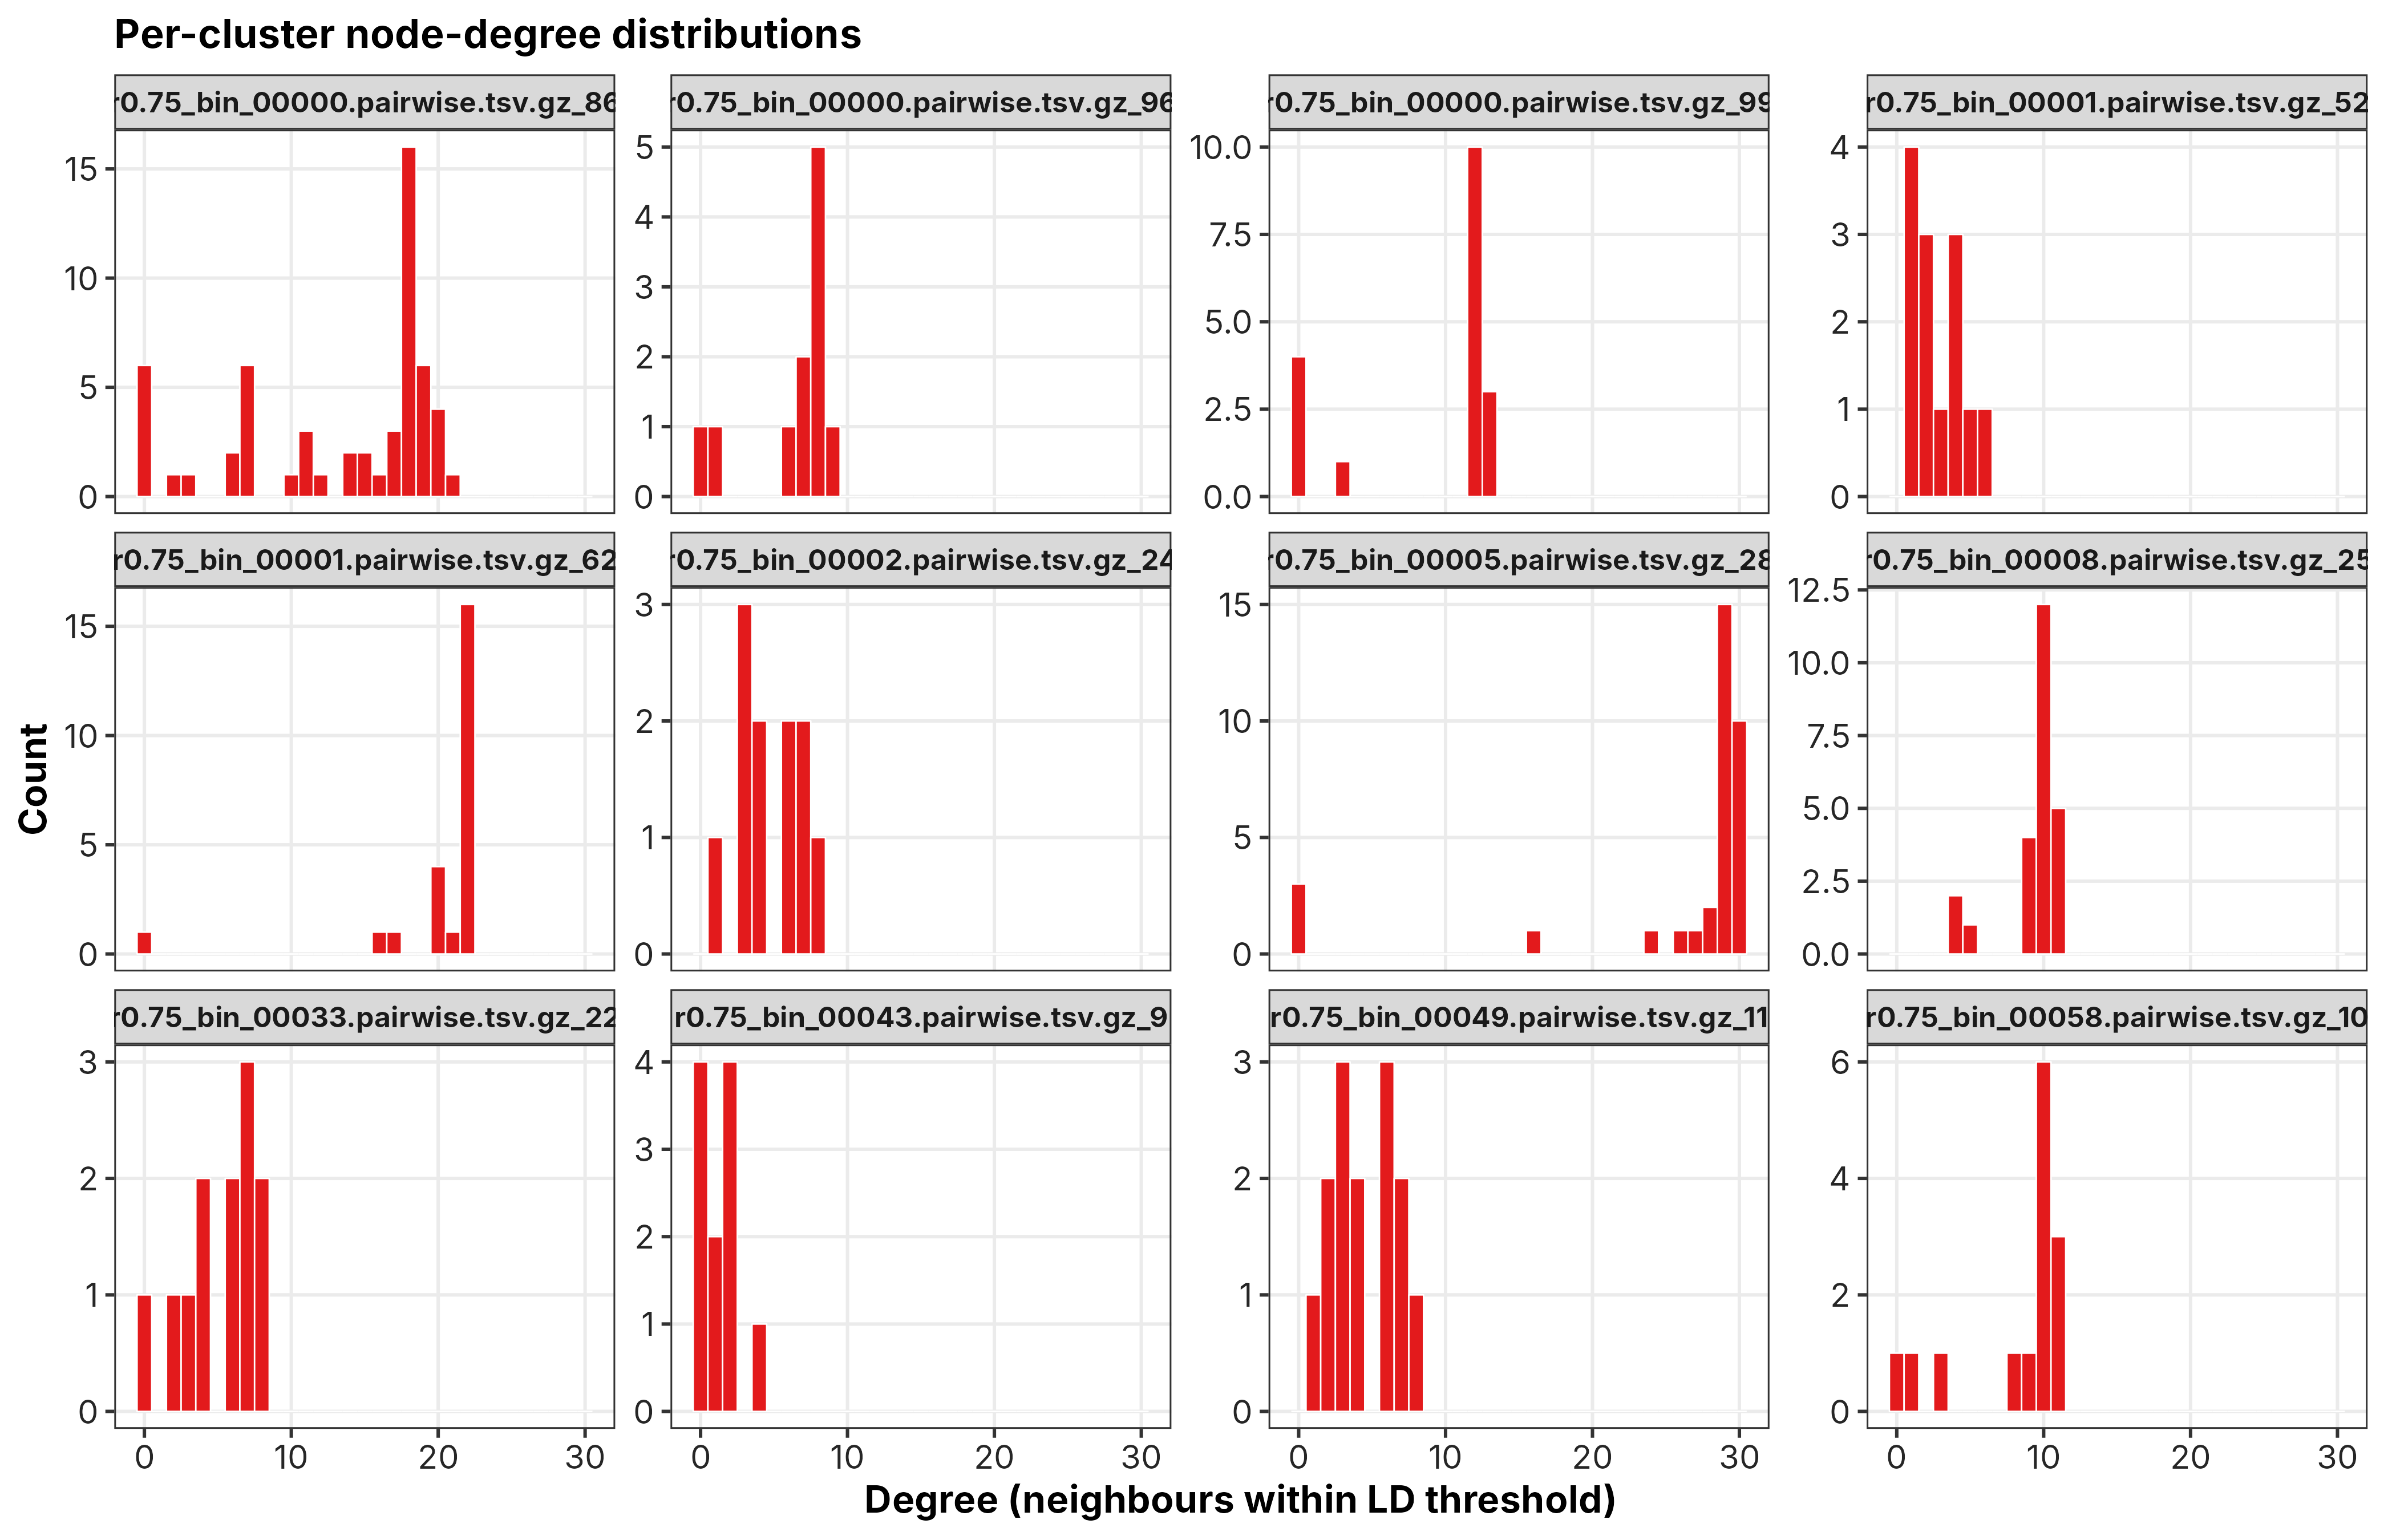 Per-cluster node-degree distributions
r0.75_bin_00000.pairwise.tsv.gz_86
r0.75_bin_00000.pairwise.tsv.gz_96
r0.75_bin_00000.pairwise.tsv.gz_99
r0.75_bin_00001.pairwise.tsv.gz_52
15
10
5
0
5
4
3
2
1
0
10.0
7.5
5.0
2.5
0.0
4
3
2
1
0
r0.75_bin_00001.pairwise.tsv.gz_62
r0.75_bin_00002.pairwise.tsv.gz_24
r0.75_bin_00005.pairwise.tsv.gz_28
r0.75_bin_00008.pairwise.tsv.gz_25
Count
15
10
5
0
3
2
1
0
15
10
5
0
12.5
10.0
7.5
5.0
2.5
0.0
r0.75_bin_00033.pairwise.tsv.gz_22
r0.75_bin_00043.pairwise.tsv.gz_9
r0.75_bin_00049.pairwise.tsv.gz_11
r0.75_bin_00058.pairwise.tsv.gz_10
3
2
1
0
4
3
2
1
0
3
2
1
0
6
4
2
0
0 10 20 30
0 10 20 30
0 10 20 30
0 10 20 30
Degree (neighbours within LD threshold)